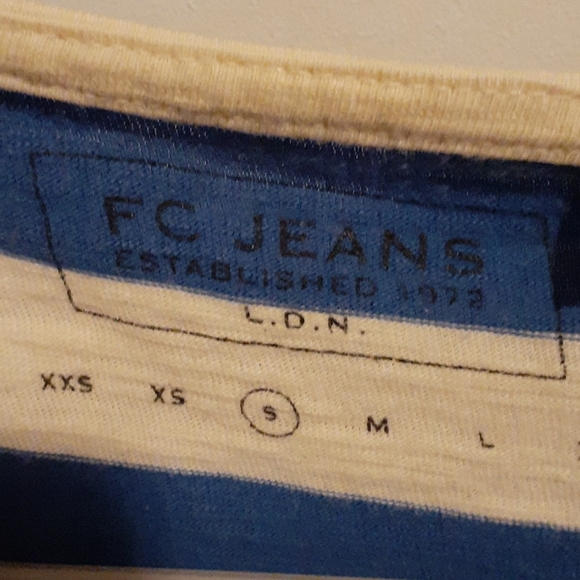 FC JEANS
ESTABLISHED 1972
L.D.N.
XXS XS S M L